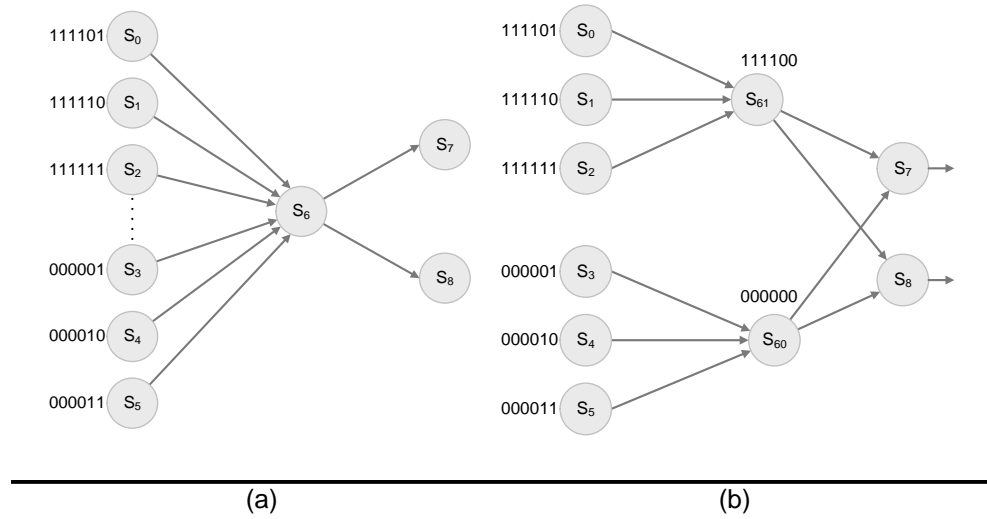 111101 S0
111110 S1
111111 S2
000001 S3
000010 S4
000011 S5
S6
S7
S8
(a)
111101 S0
111110 S1
111111 S2
000001 S3
000010 S4
000011 S5
111100
S61
000000
S60
S7
S8
(b)